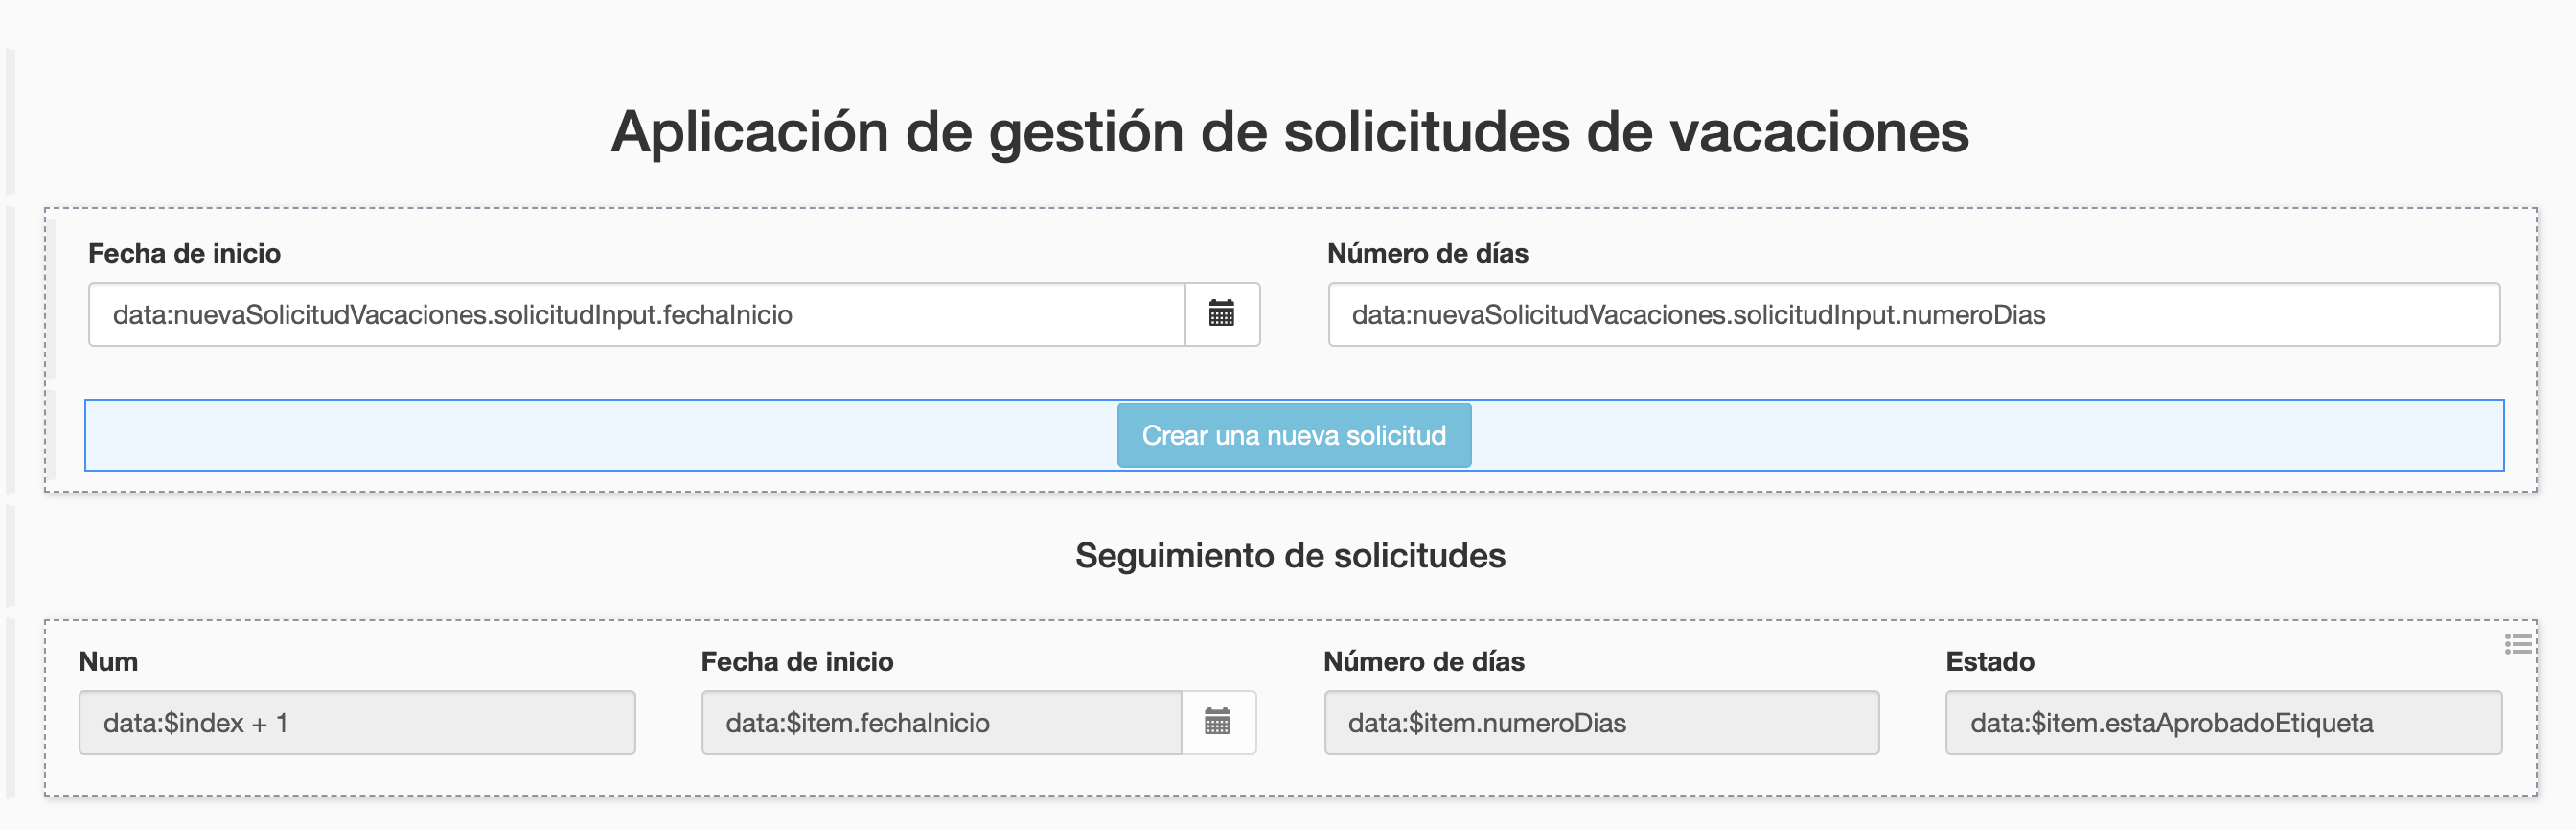 Aplicación de gestión de solicitudes de vacaciones
Fecha de inicio Número de días
data:nuevaSolicitudVacaciones.solicitudInput.fechaInicio data:nuevaSolicitudVacaciones.solicitudInput.numeroDias
Crear una nueva solicitud
Seguimiento de solicitudes
Num Fecha de inicio Número de días Estado
data:$index + 1 data:$item.fechaInicio data:$item.numeroDias data:$item.estaAprobadoEtiqueta